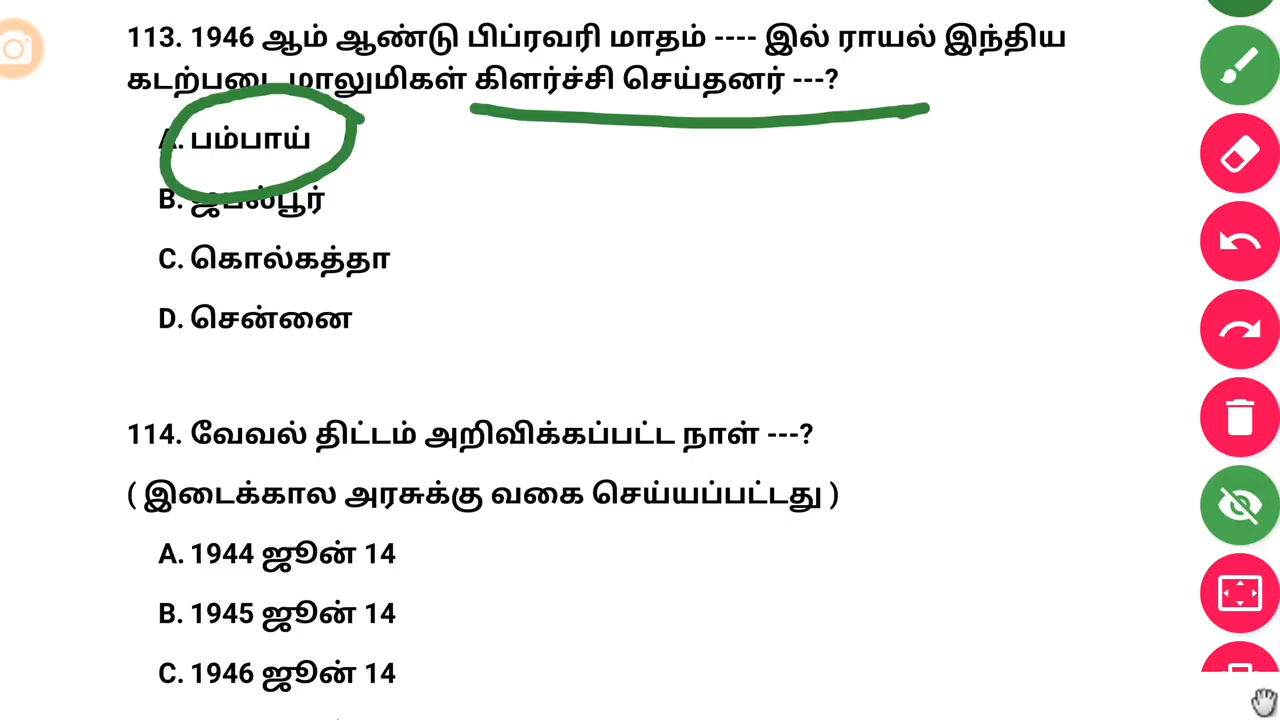 113. 1946 ஆம் ஆண்டு பிப்ரவரி மாதம் ---- இல் ராயல் இந்திய
கடற்படை மாலுமிகள் கிளர்ச்சி செய்தனர் ---?
A. பம்பாய்
B. ஜபல்பூர்
C. கொல்கத்தா
D. சென்னை
114. வேவல் திட்டம் அறிவிக்கப்பட்ட நாள் ---?
( இடைக்கால அரசுக்கு வகை செய்யப்பட்டது )
A. 1944 ஜூன் 14
B. 1945 ஜூன் 14
C. 1946 ஜூன் 14